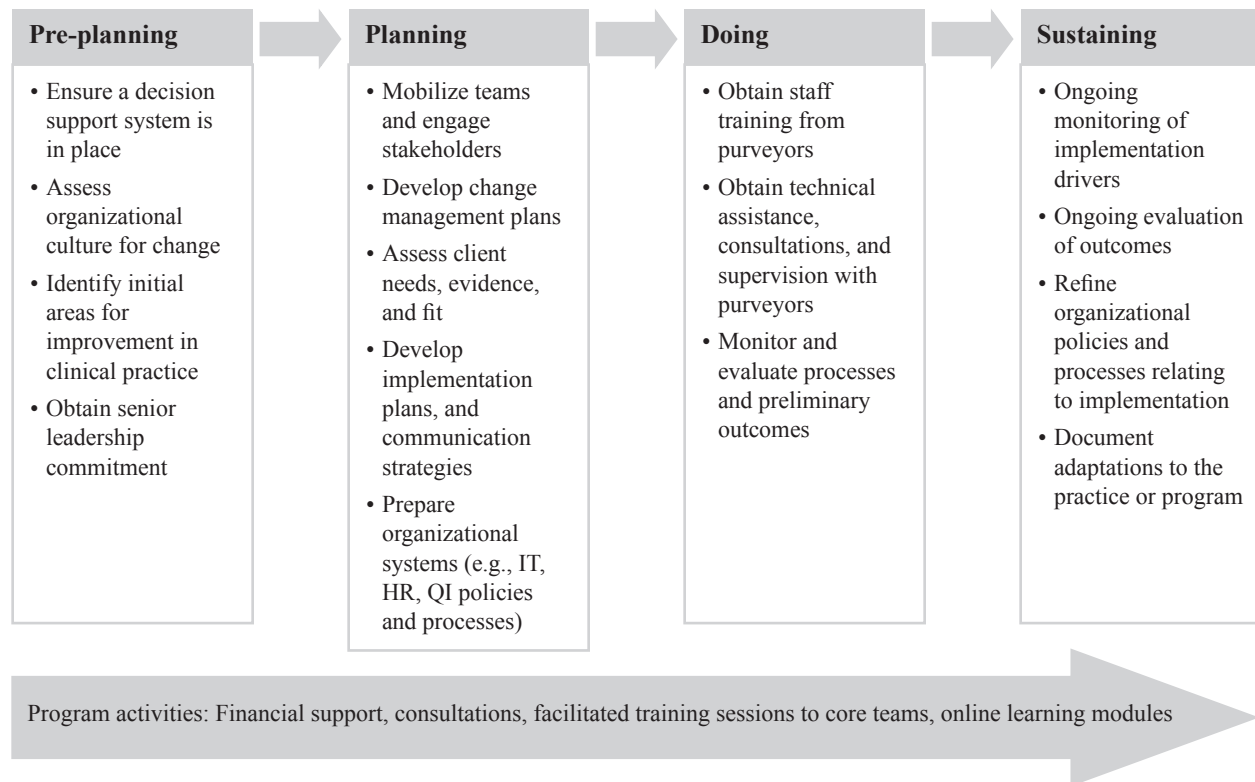 Pre-planning
• Ensure a decision
support system is
in place
• Assess
organizational
culture for change
• Identify initial
areas for
improvement in
clinical practice
• Obtain senior
leadership
commitment
Planning
• Mobilize teams
and engage
stakeholders
• Develop change
management plans
• Assess client
needs, evidence,
and fit
• Develop
implementation
plans, and
communication
strategies
• Prepare
organizational
systems (e.g., IT,
HR, QI policies
and processes)
Doing
• Obtain staff
training from
purveyors
• Obtain technical
assistance,
consultations, and
supervision with
purveyors
• Monitor and
evaluate processes
and preliminary
outcomes
Sustaining
• Ongoing
monitoring of
implementation
drivers
• Ongoing evaluation
of outcomes
• Refine
organizational
policies and
processes relating
to implementation
• Document
adaptations to the
practice or program
Program activities: Financial support, consultations, facilitated training sessions to core teams, online learning modules